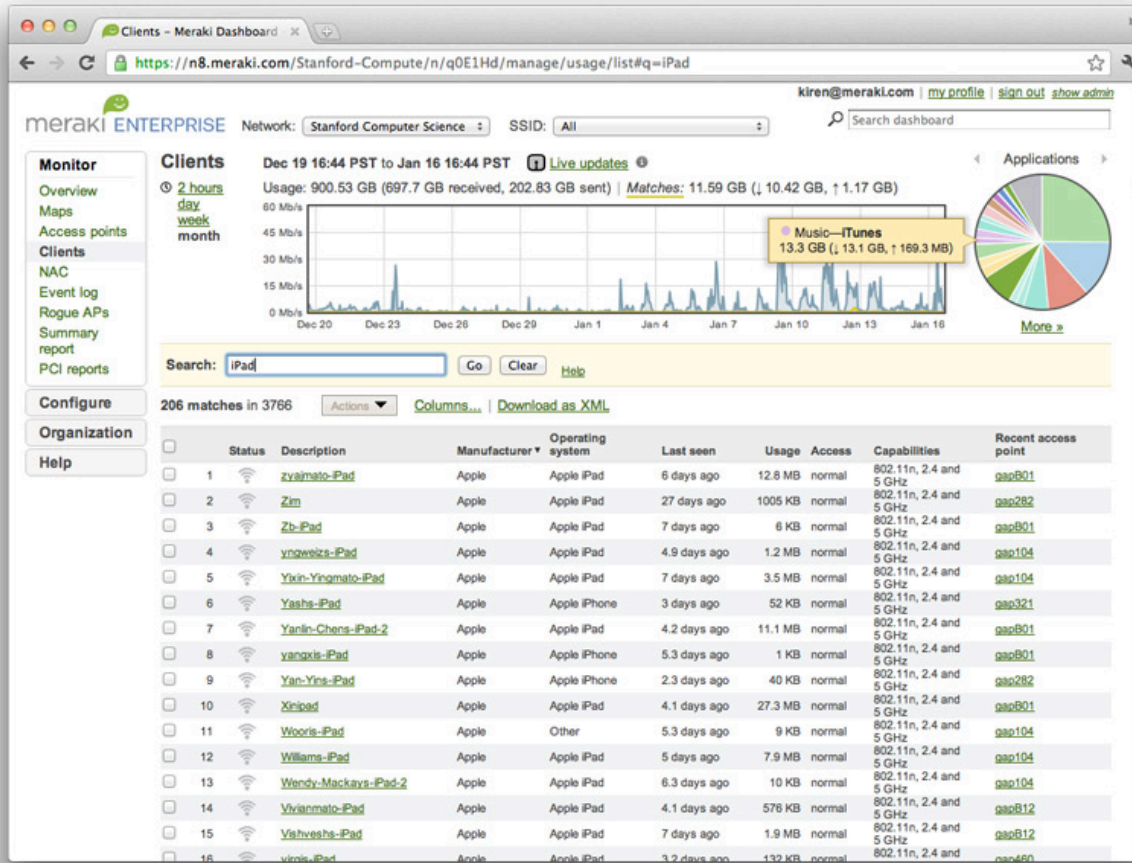 Clients – Meraki Dashboard
https://n8.meraki.com/Stanford-Compute/n/q0E1Hd/manage/usage/list#q=iPad
kiren@meraki.com | my profile | sign out show admin
meraki ENTERPRISE Network: Stanford Computer Science SSID: All Search dashboard
Monitor
Overview
Maps
Access points
Clients
NAC
Event log
Rogue APs
Summary
report
PCI reports
Configure
Organization
Help
Clients Dec 19 16:44 PST to Jan 16 16:44 PST Live updates
2 hours
day
week
month
Usage: 900.53 GB (697.7 GB received, 202.83 GB sent) | Matches: 11.59 GB (↓ 10.42 GB, ↑ 1.17 GB)
60 Mb/s
45 Mb/s
30 Mb/s
15 Mb/s
0 Mb/s
Dec 20 Dec 23 Dec 26 Dec 29 Jan 1 Jan 4 Jan 7 Jan 10 Jan 13 Jan 16
Music—iTunes
13.3 GB (↓ 13.1 GB, ↑ 169.3 MB)
Applications
More »
Search: iPad Go Clear Help
206 matches in 3766 Actions Columns... | Download as XML
Status Description Manufacturer Operating system Last seen Usage Access Capabilities Recent access point
1 zyajmato-iPad Apple Apple iPad 6 days ago 12.8 MB normal 802.11n, 2.4 and 5 GHz gapB01
2 Zim Apple Apple iPad 27 days ago 1005 KB normal 802.11n, 2.4 and 5 GHz gap282
3 Zb-iPad Apple Apple iPad 7 days ago 6 KB normal 802.11n, 2.4 and 5 GHz gapB01
4 yngweizs-iPad Apple Apple iPad 4.9 days ago 1.2 MB normal 802.11n, 2.4 and 5 GHz gap104
5 Yixin-Yingmato-iPad Apple Apple iPad 7 days ago 3.5 MB normal 802.11n, 2.4 and 5 GHz gap104
6 Yashs-iPad Apple Apple iPhone 3 days ago 52 KB normal 802.11n, 2.4 and 5 GHz gap321
7 Yanlin-Chens-iPad-2 Apple Apple iPad 4.2 days ago 11.1 MB normal 802.11n, 2.4 and 5 GHz gapB01
8 yangxis-iPad Apple Apple iPhone 5.3 days ago 1 KB normal 802.11n, 2.4 and 5 GHz gapB01
9 Yan-Yins-iPad Apple Apple iPhone 2.3 days ago 40 KB normal 802.11n, 2.4 and 5 GHz gap282
10 Xinipad Apple Apple iPad 4.1 days ago 27.3 MB normal 802.11n, 2.4 and 5 GHz gapB01
11 Wooris-iPad Apple Other 5.3 days ago 9 KB normal 802.11n, 2.4 and 5 GHz gap104
12 Williams-iPad Apple Apple iPad 5 days ago 7.9 MB normal 802.11n, 2.4 and 5 GHz gap104
13 Wendy-Mackays-iPad-2 Apple Apple iPad 6.3 days ago 10 KB normal 802.11n, 2.4 and 5 GHz gap104
14 Vivianmato-iPad Apple Apple iPad 4.1 days ago 576 KB normal 802.11n, 2.4 and 5 GHz gapB12
15 Vishveshs-iPad Apple Apple iPad 7 days ago 1.9 MB normal 802.11n, 2.4 and 5 GHz gapB12
16 virgis-iPad Apple Apple iPad 3.2 days ago 132 KB normal 802.11n, 2.4 and gap460